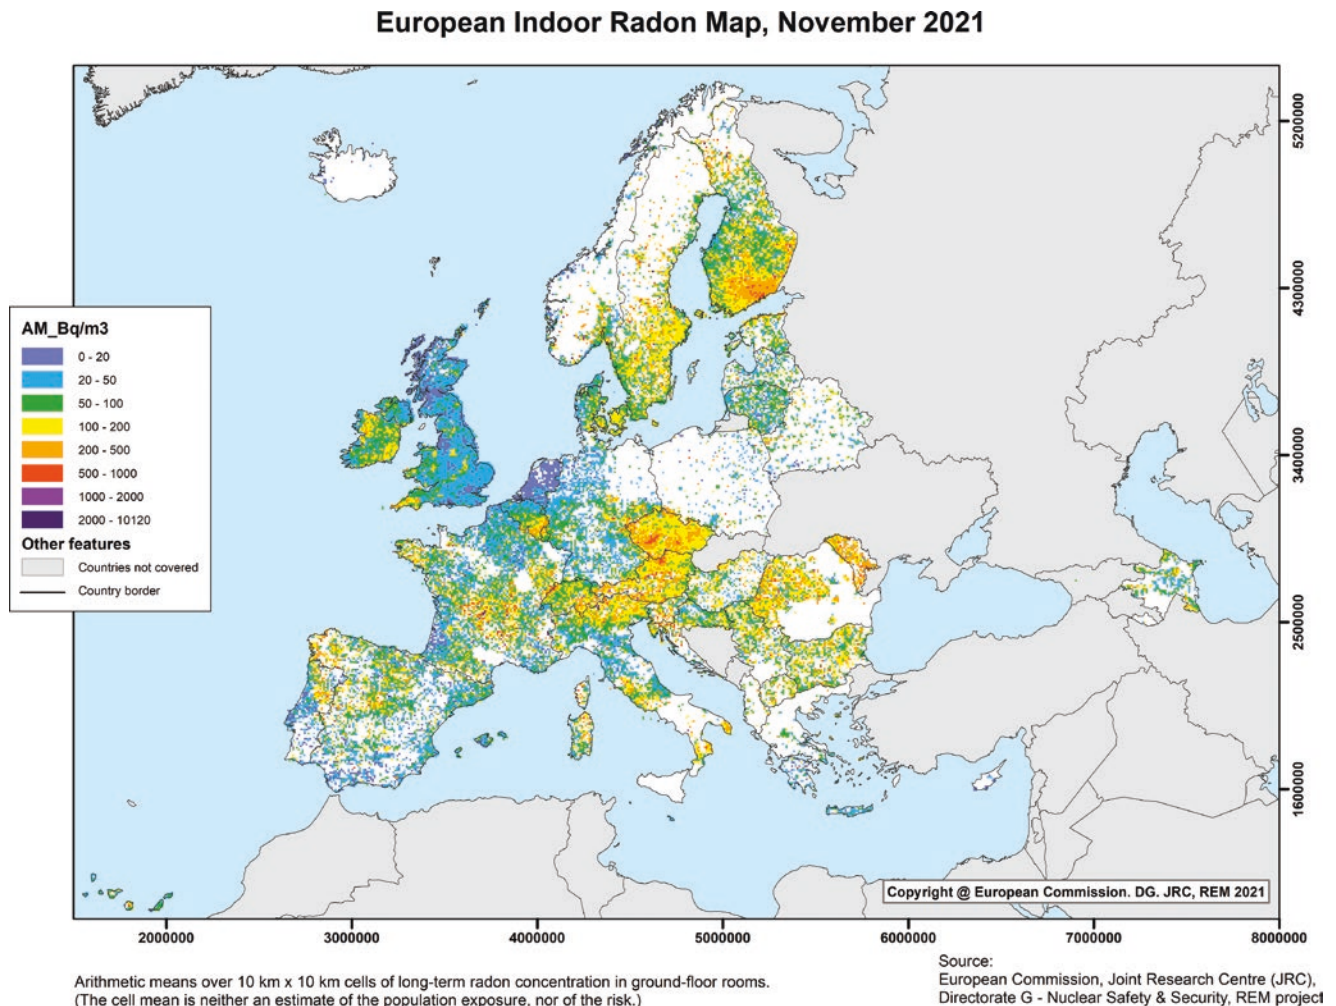 European Indoor Radon Map, November 2021
AM_Bq/m3
0 - 20
20 - 50
50 - 100
100 - 200
200 - 500
500 - 1000
1000 - 2000
2000 - 10120
Other features
Countries not covered
Country border
5200000
4300000
3400000
2500000
1600000
Copyright @ European Commission. DG. JRC, REM 2021
2000000 3000000 4000000 5000000 6000000 7000000 8000000
Arithmetic means over 10 km x 10 km cells of long-term radon concentration in ground-floor rooms.
(The cell mean is neither an estimate of the population exposure, nor of the risk.)
Source:
European Commission, Joint Research Centre (JRC),
Directorate G - Nuclear Safety & Security, REM project